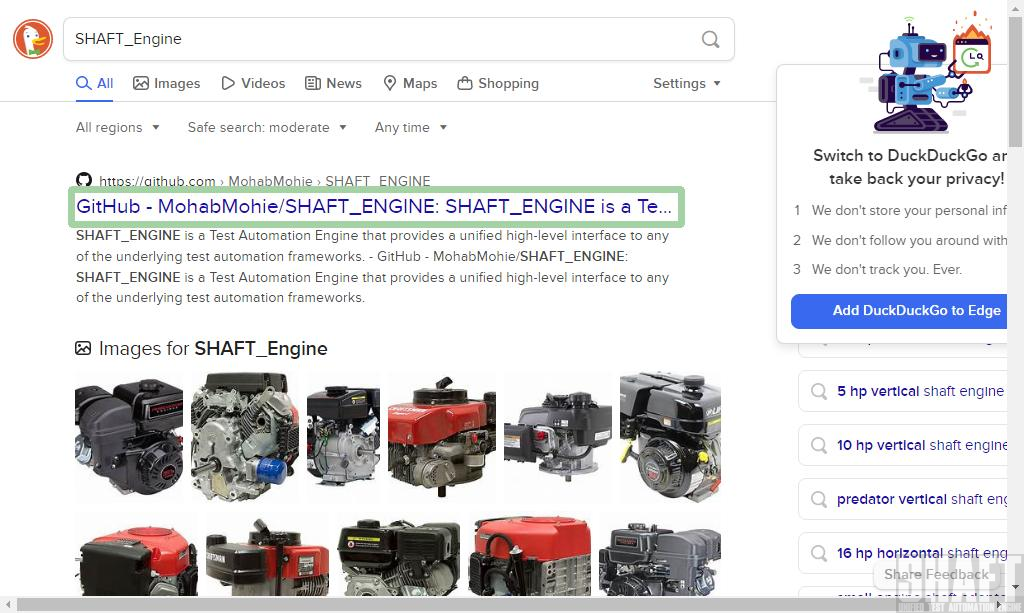 SHAFT_Engine
All
Images
Videos
News
Maps
Shopping
Settings
All regions
Safe search: moderate
Any time
https://github.com › MohabMohie › SHAFT_ENGINE
GitHub - MohabMohie/SHAFT_ENGINE: SHAFT_ENGINE is a Te...
SHAFT_ENGINE is a Test Automation Engine that provides a unified high-level interface to any
of the underlying test automation frameworks. - GitHub - MohabMohie/SHAFT_ENGINE:
SHAFT_ENGINE is a Test Automation Engine that provides a unified high-level interface to any
of the underlying test automation frameworks.
Images for SHAFT_Engine
Switch to DuckDuckGo an
take back your privacy!
1 We don't store your personal inf
2 We don't follow you around with
3 We don't track you. Ever.
Add DuckDuckGo to Edge
5 hp vertical shaft engine
10 hp vertical shaft engine
predator vertical shaft eng
16 hp horizontal shaft eng
Share Feedback
SHAFT